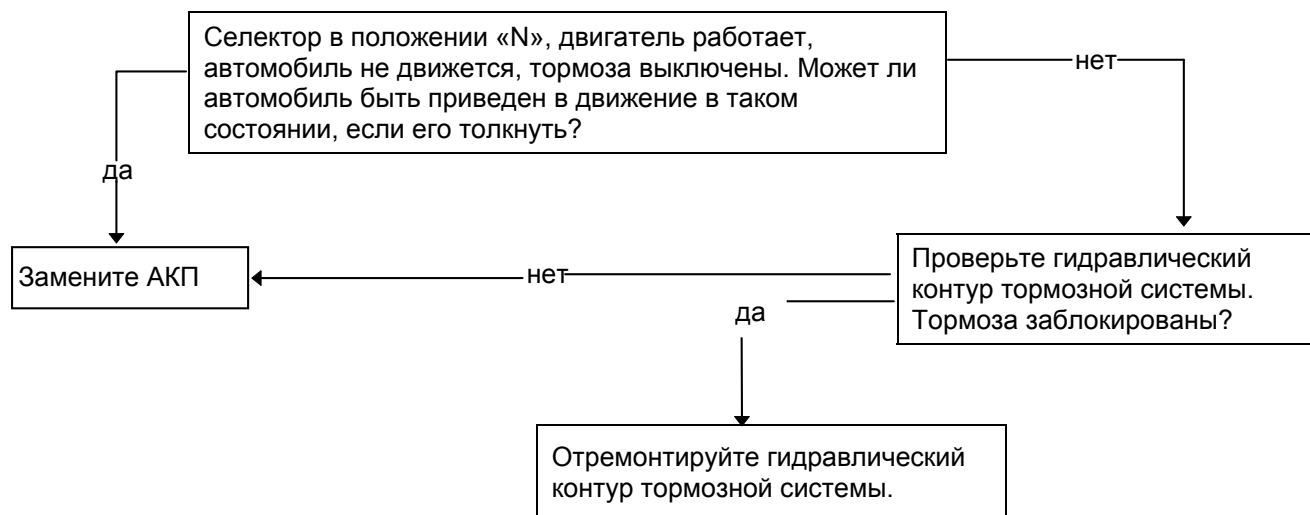 Селектор в положении «N», двигатель работает,
автомобиль не движется, тормоза выключены. Может ли
автомобиль быть приведен в движение в таком
состоянии, если его толкнуть?
нет
да
Замените АКП
нет
Проверьте гидравлический
контур тормозной системы.
Тормоза заблокированы?
да
Отремонтируйте гидравлический
контур тормозной системы.